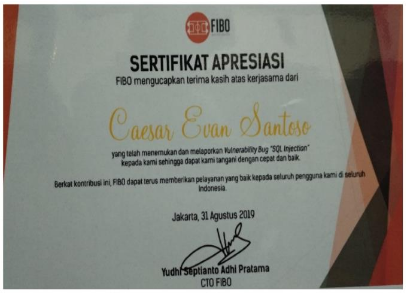 FIBO
SERTIFIKAT APRESIASI
FIBO mengucapkan terima kasih atas kerjasama dari
Caesar Evan Santoso
yang telah menemukan dan melaporkan Vulnerability Bug "SQL Injection"
kepada kami sehingga dapat kami tangani dengan cepat dan baik.
Berkat kontribusi ini, FIBO dapat terus memberikan pelayanan yang baik kepada seluruh pengguna kami di seluruh
Indonesia.
Jakarta, 31 Agustus 2019
Yudhi Septianto Adhi Pratama
CTO FIBO